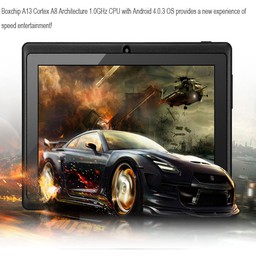 Boxchip A13 Cortex A8 Architecture 1.0GHz CPU with Android 4.0.3 OS provides a new experience of
speed entertainment!